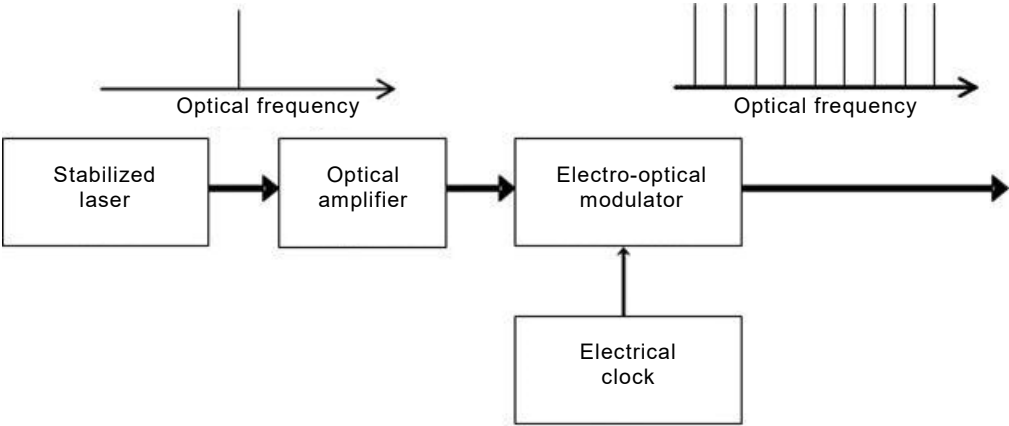 Optical frequency
Optical frequency
Stabilized
laser
Optical
amplifier
Electro-optical
modulator
Electrical
clock